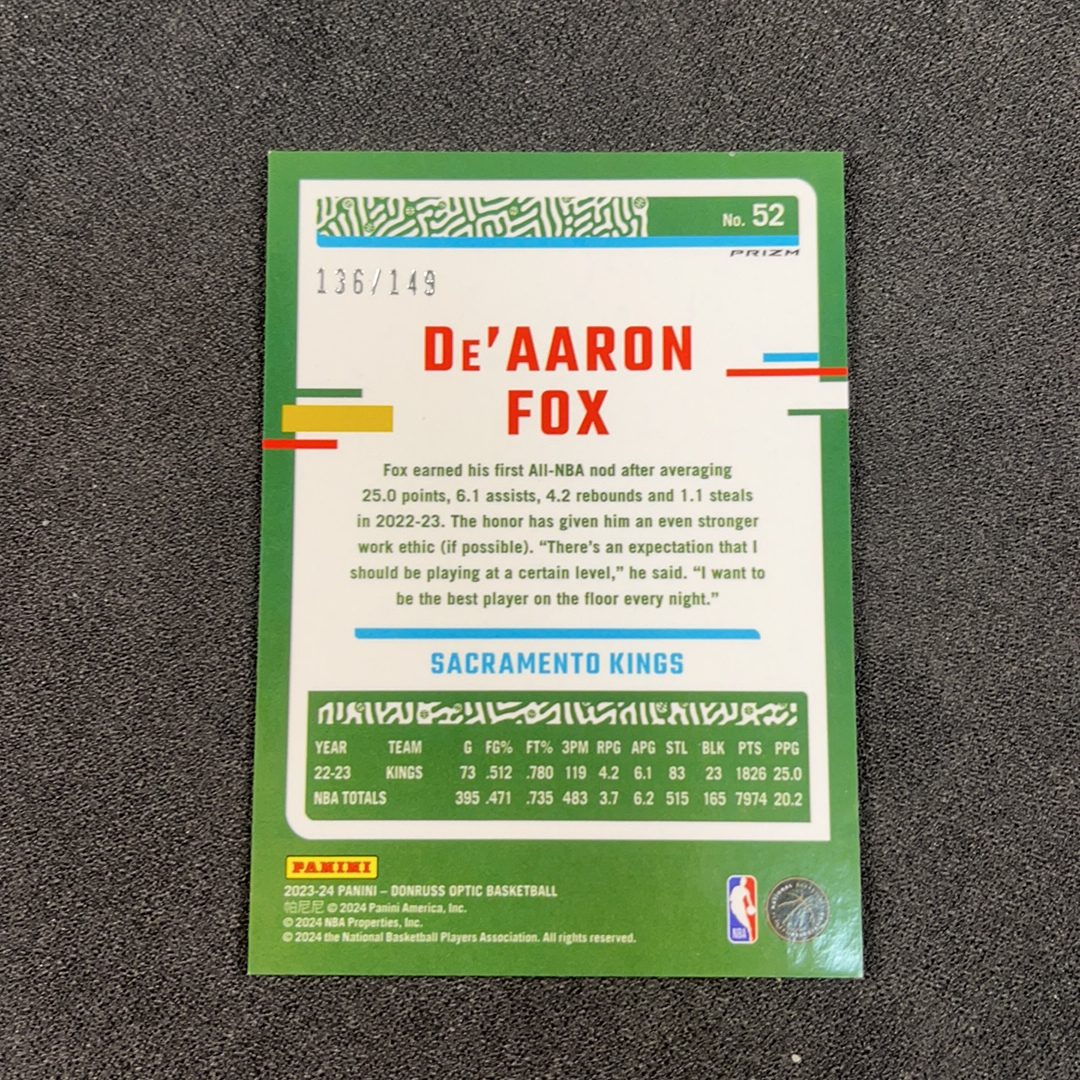 No. 52
PRIZM
136/149
De'AARON
FOX
Fox earned his first All-NBA nod after averaging
25.0 points, 6.1 assists, 4.2 rebounds and 1.1 steals
in 2022-23. The honor has given him an even stronger
work ethic (if possible). “There's an expectation that I
should be playing at a certain level,” he said. “I want to
be the best player on the floor every night.”
SACRAMENTO KINGS
YEAR TEAM G FG% FT% 3PM RPG APG STL BLK PTS PPG
22-23 KINGS 73 .512 .780 119 4.2 6.1 83 23 1826 25.0
NBA TOTALS 395 .471 .735 483 3.7 6.2 515 165 7974 20.2
PANINI
2023-24 PANINI – DONRUSS OPTIC BASKETBALL
帕尼尼 © 2024 Panini America, Inc.
© 2024 NBA Properties, Inc.
© 2024 the National Basketball Players Association. All rights reserved.
NBA